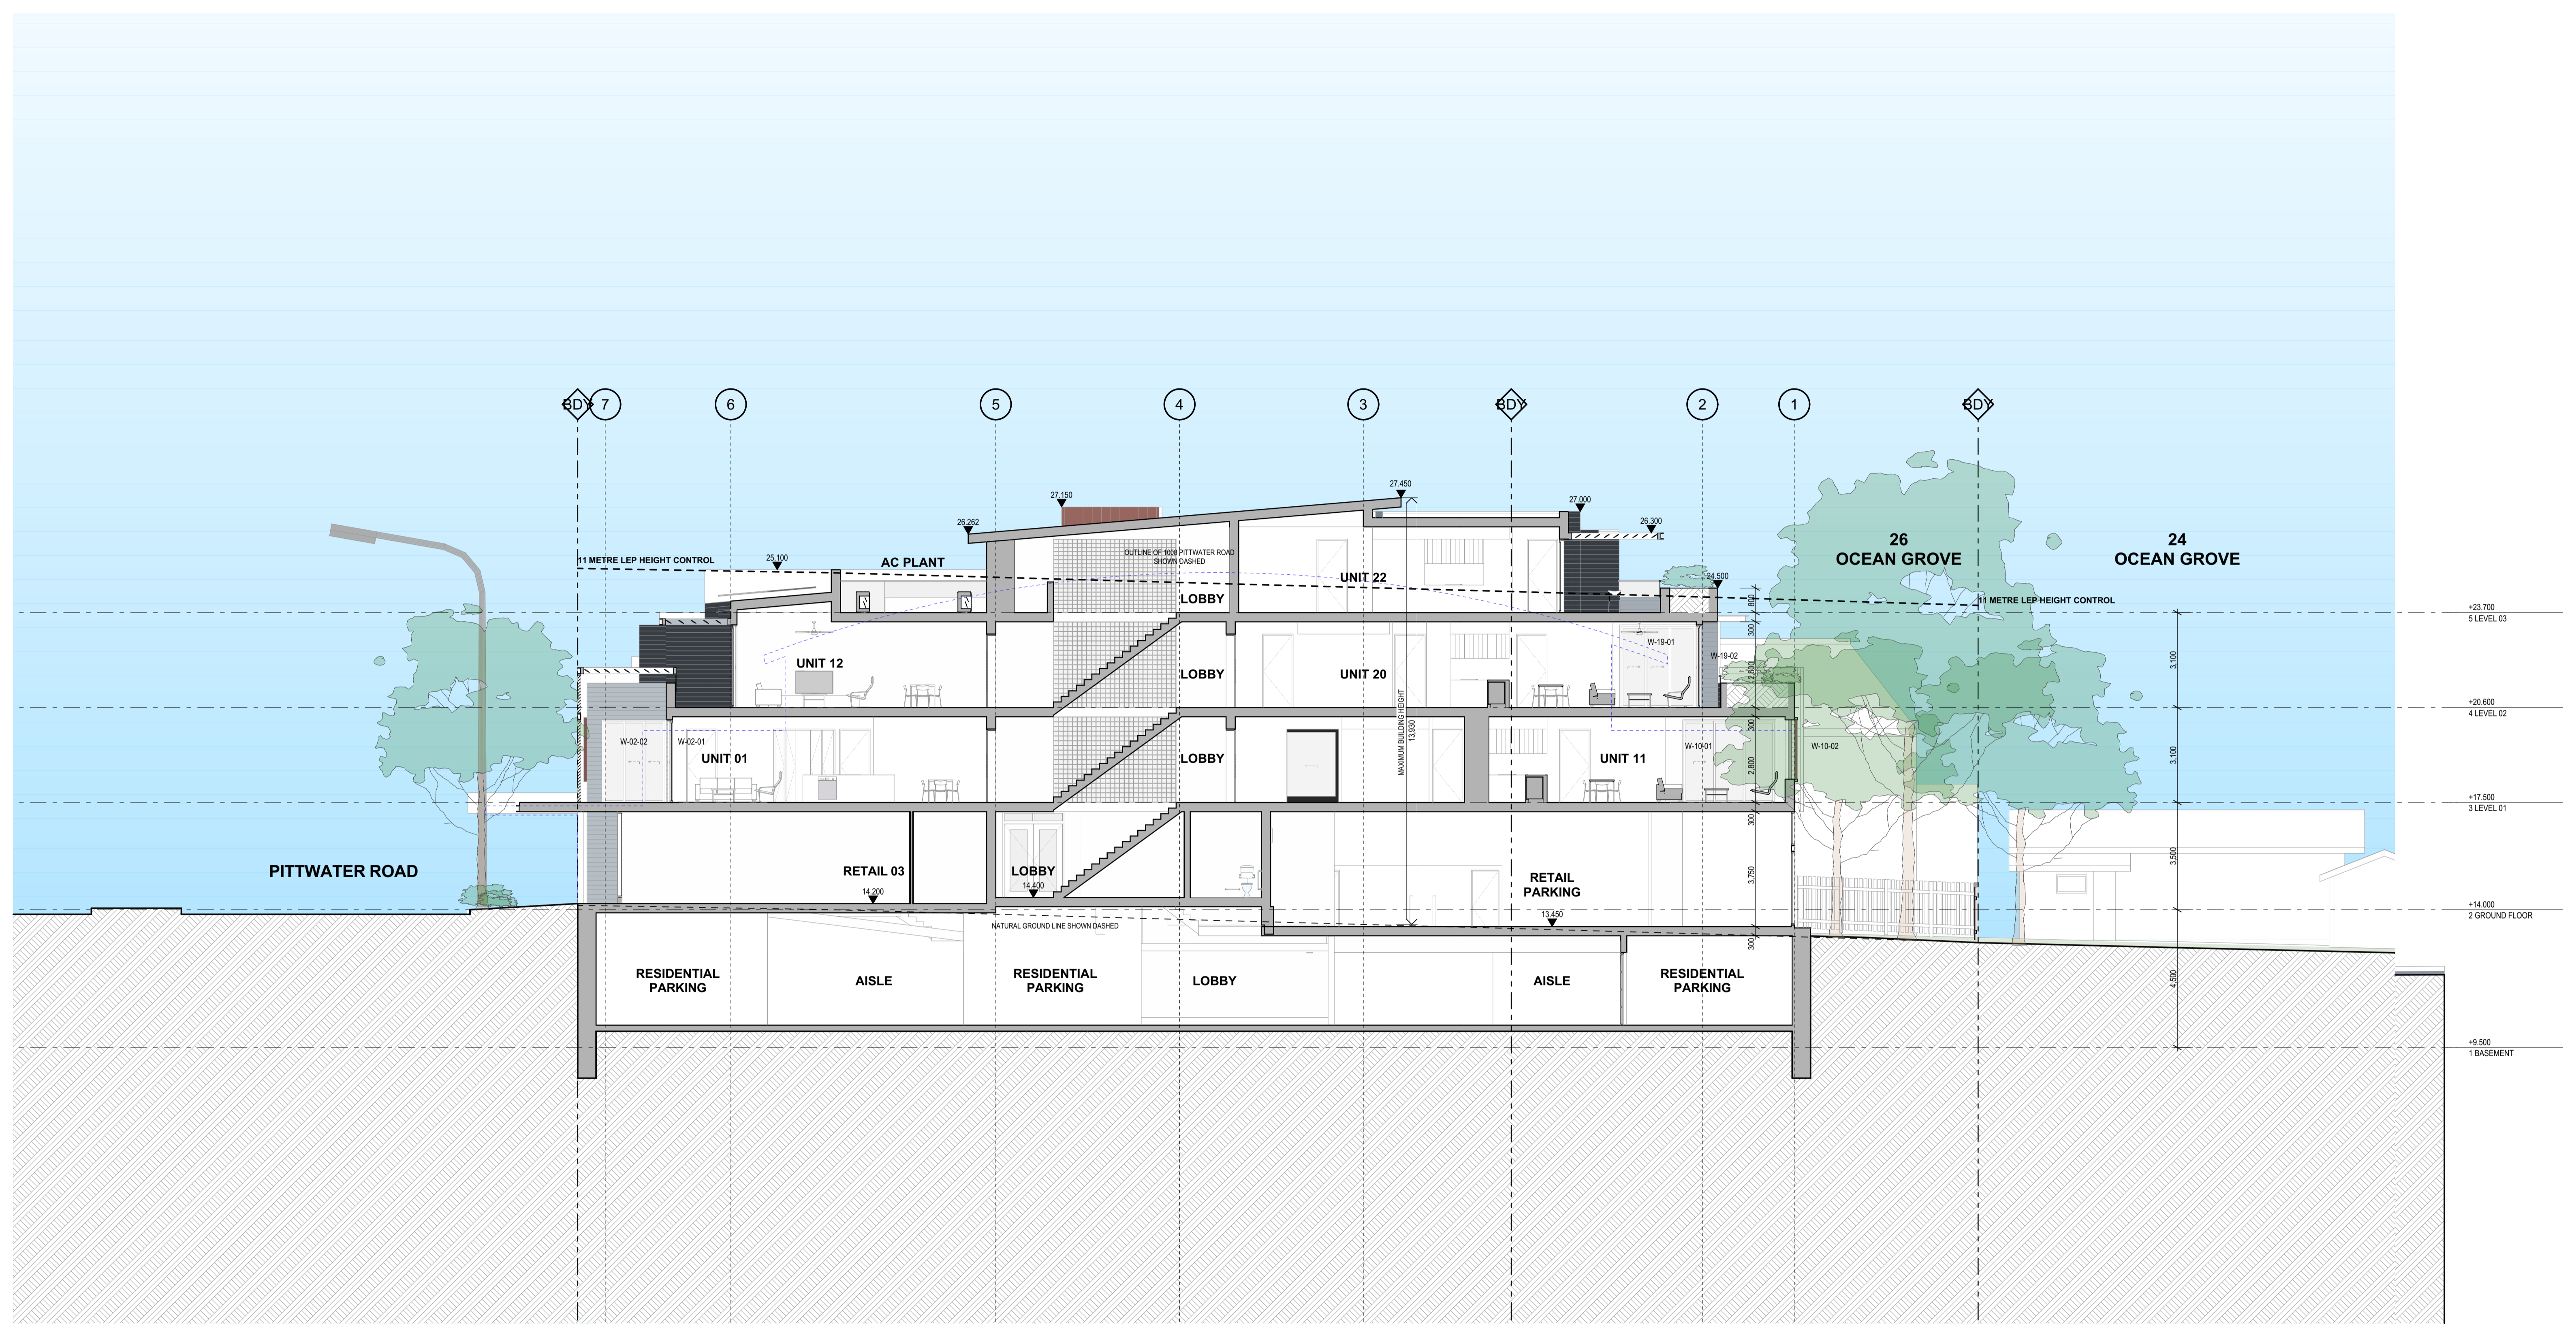 BDY
7
6
5
4
3
BDY
2
1
BDY
27.450
27.150
27.000
26.262
26.300
26
OCEAN GROVE
24
OCEAN GROVE
11 METRE LEP HEIGHT CONTROL
25.100
AC PLANT
OUTLINE OF 1008 PITTWATER ROAD
SHOWN DASHED
UNIT 22
24.500
LOBBY
800
11 METRE LEP HEIGHT CONTROL
+23.700
5 LEVEL 03
300
W-19-01
W-19-02
UNIT 12
LOBBY
UNIT 20
3,100
MAXIMUM BUILDING HEIGHT
13,930
+20.600
4 LEVEL 02
300
W-02-02
W-02-01
W-10-01
W-10-02
UNIT 01
LOBBY
UNIT 11
2,800
3,100
+17.500
3 LEVEL 01
300
PITTWATER ROAD
RETAIL 03
LOBBY
14.200
14.400
RETAIL
PARKING
3,750
3,500
13.450
+14.000
2 GROUND FLOOR
NATURAL GROUND LINE SHOWN DASHED
300
RESIDENTIAL
PARKING
AISLE
RESIDENTIAL
PARKING
LOBBY
AISLE
RESIDENTIAL
PARKING
4,500
+9.500
1 BASEMENT